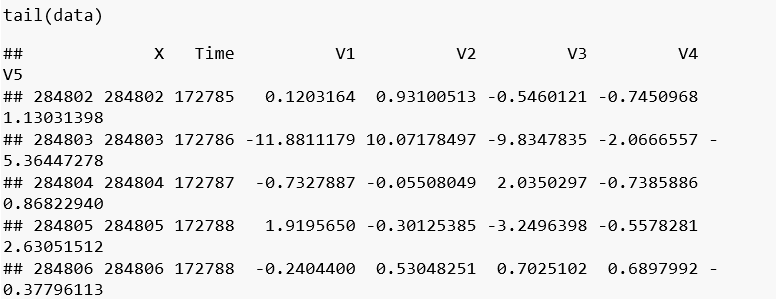 tail(data)
## X Time V1 V2 V3 V4
V5
## 284802 284802 172785 0.1203164 0.93100513 -0.5460121 -0.7450968
1.13031398
## 284803 284803 172786 -11.8811179 10.07178497 -9.8347835 -2.0666557 -
5.36447278
## 284804 284804 172787 -0.7327887 -0.05508049 2.0350297 -0.7385886
0.86822940
## 284805 284805 172788 1.9195650 -0.30125385 -3.2496398 -0.5578281
2.63051512
## 284806 284806 172788 -0.2404400 0.53048251 0.7025102 0.6897992 -
0.37796113